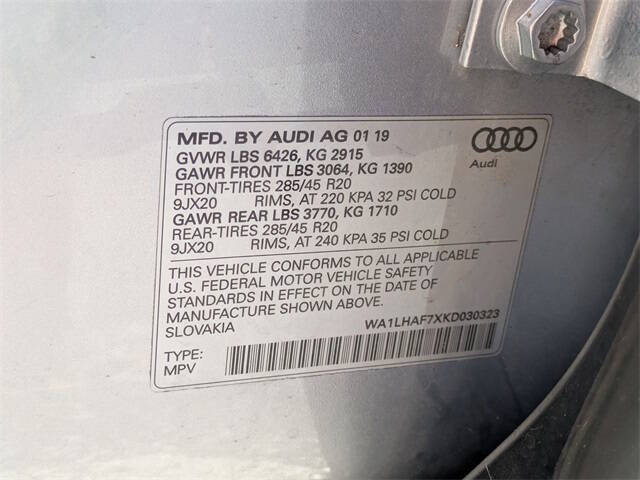 MFD. BY AUDI AG 01 19
GVWR LBS 6426, KG 2915
GAWR FRONT LBS 3064, KG 1390
FRONT-TIRES 285/45 R20
9JX20 RIMS, AT 220 KPA 32 PSI COLD
GAWR REAR LBS 3770, KG 1710
REAR-TIRES 285/45 R20
9JX20 RIMS, AT 240 KPA 35 PSI COLD
Audi
THIS VEHICLE CONFORMS TO ALL APPLICABLE
U.S. FEDERAL MOTOR VEHICLE SAFETY
STANDARDS IN EFFECT ON THE DATE OF
MANUFACTURE SHOWN ABOVE.
SLOVAKIA WA1LHAF7XKD030323
TYPE:
MPV